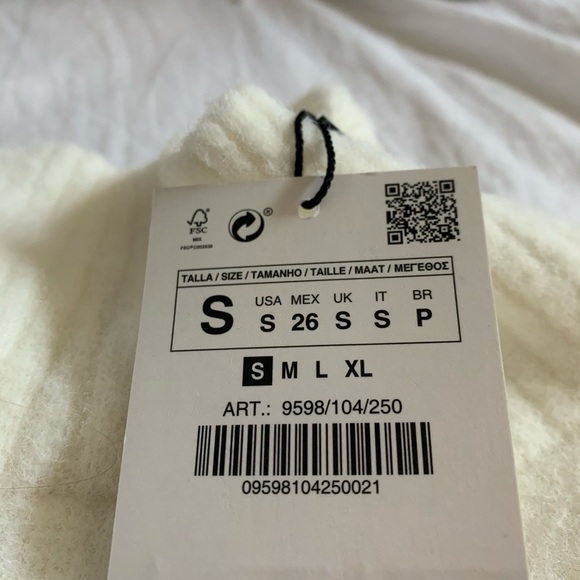 FSC
MIX
®
TALLA / SIZE / TAMANHO / TAILLE / MAAT / ΜΕΓΕΘΟΣ
S
USA MEX UK IT BR
S 26 S S P
S M L XL
ART.: 9598/104/250
09598104250021